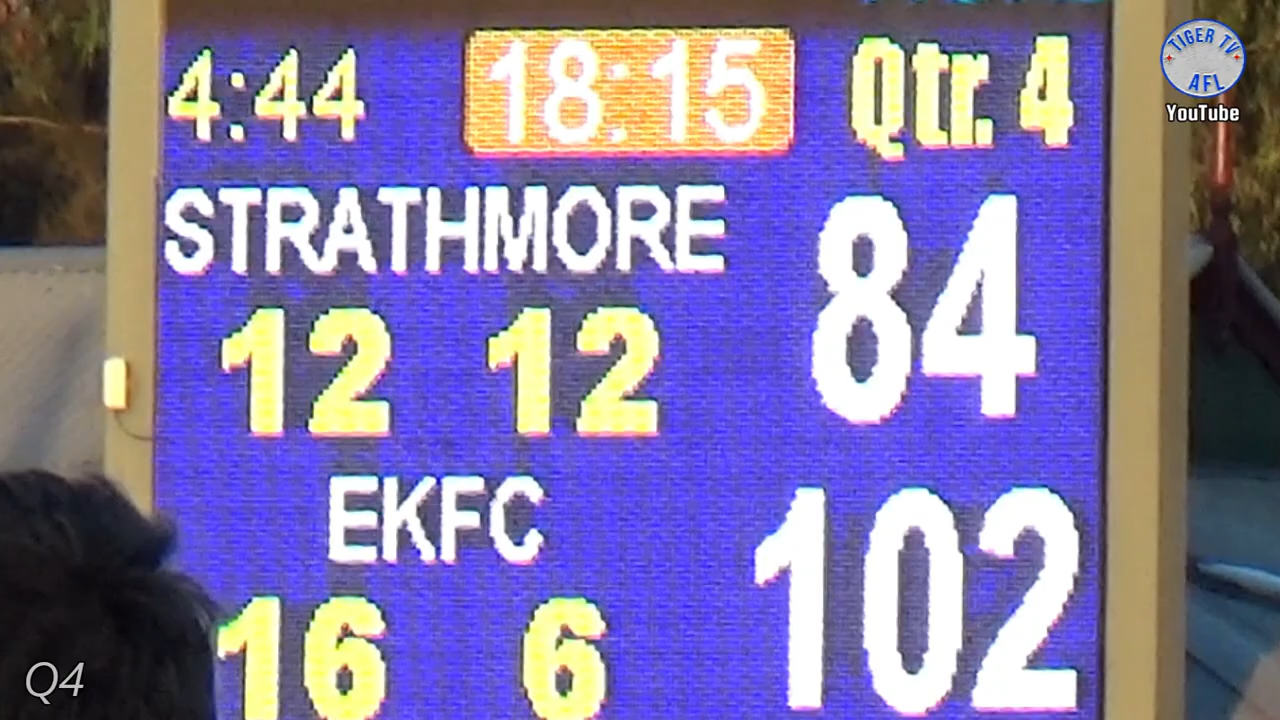 4:44 18:15 Qtr. 4
STRATHMORE 84
12 12
EKFC 102
16 6
TIGER TV
AFL
YouTube
Q4